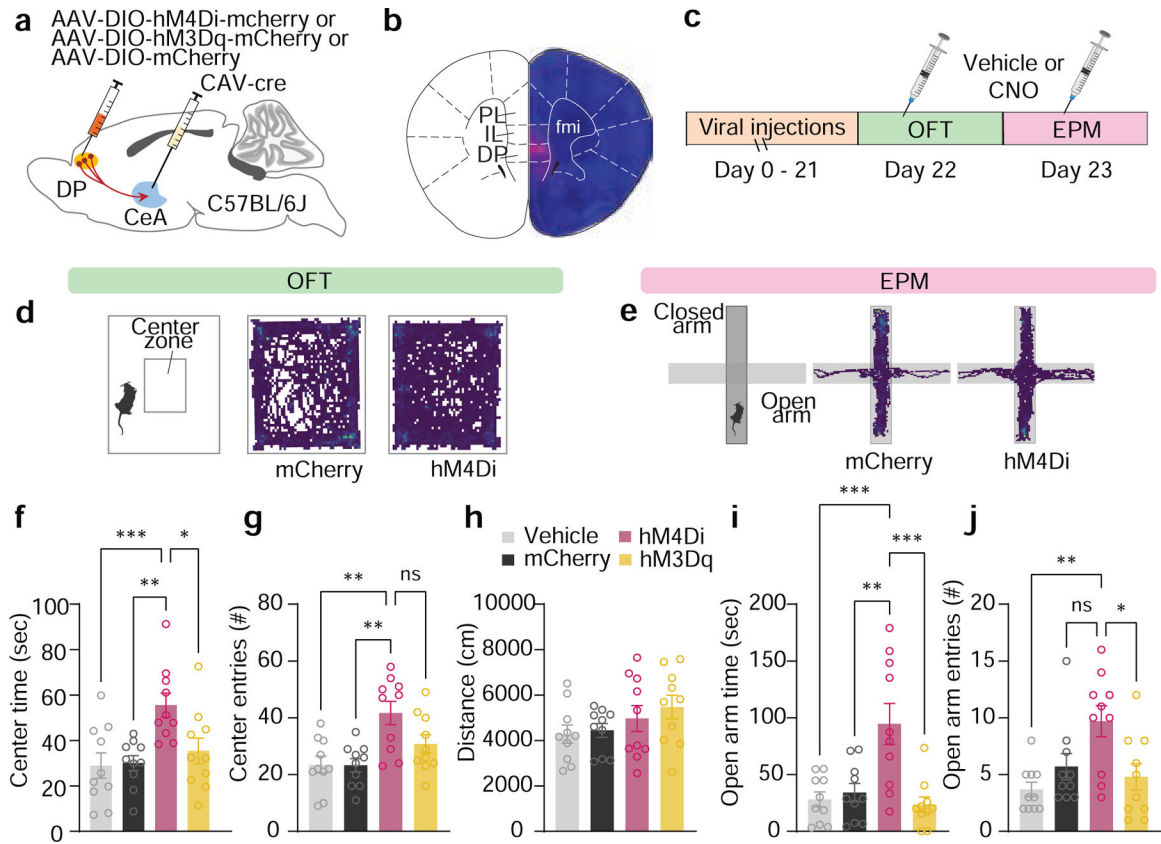 a
AAV-DIO-hM4Di-mcherry or
AAV-DIO-hM3Dq-mCherry or
AAV-DIO-mCherry
CAV-cre
DP
CeA
C57BL/6J
b
PL
IL
DP
fmi
c
Vehicle or
CNO
Viral injections
OFT
EPM
Day 0 - 21
Day 22
Day 23
OFT
EPM
d
Center
zone
mCherry
hM4Di
e
Closed
arm
Open
arm
mCherry
hM4Di
f
***
*
**
Center time (sec)
100
80
60
40
20
0
g
**
ns
**
Center entries (#)
80
60
40
20
0
h
Vehicle
hM4Di
mCherry
hM3Dq
Distance (cm)
10000
8000
6000
4000
2000
0
i
***
***
**
Open arm time (sec)
200
150
100
50
0
j
**
ns
*
Open arm entries (#)
20
15
10
5
0